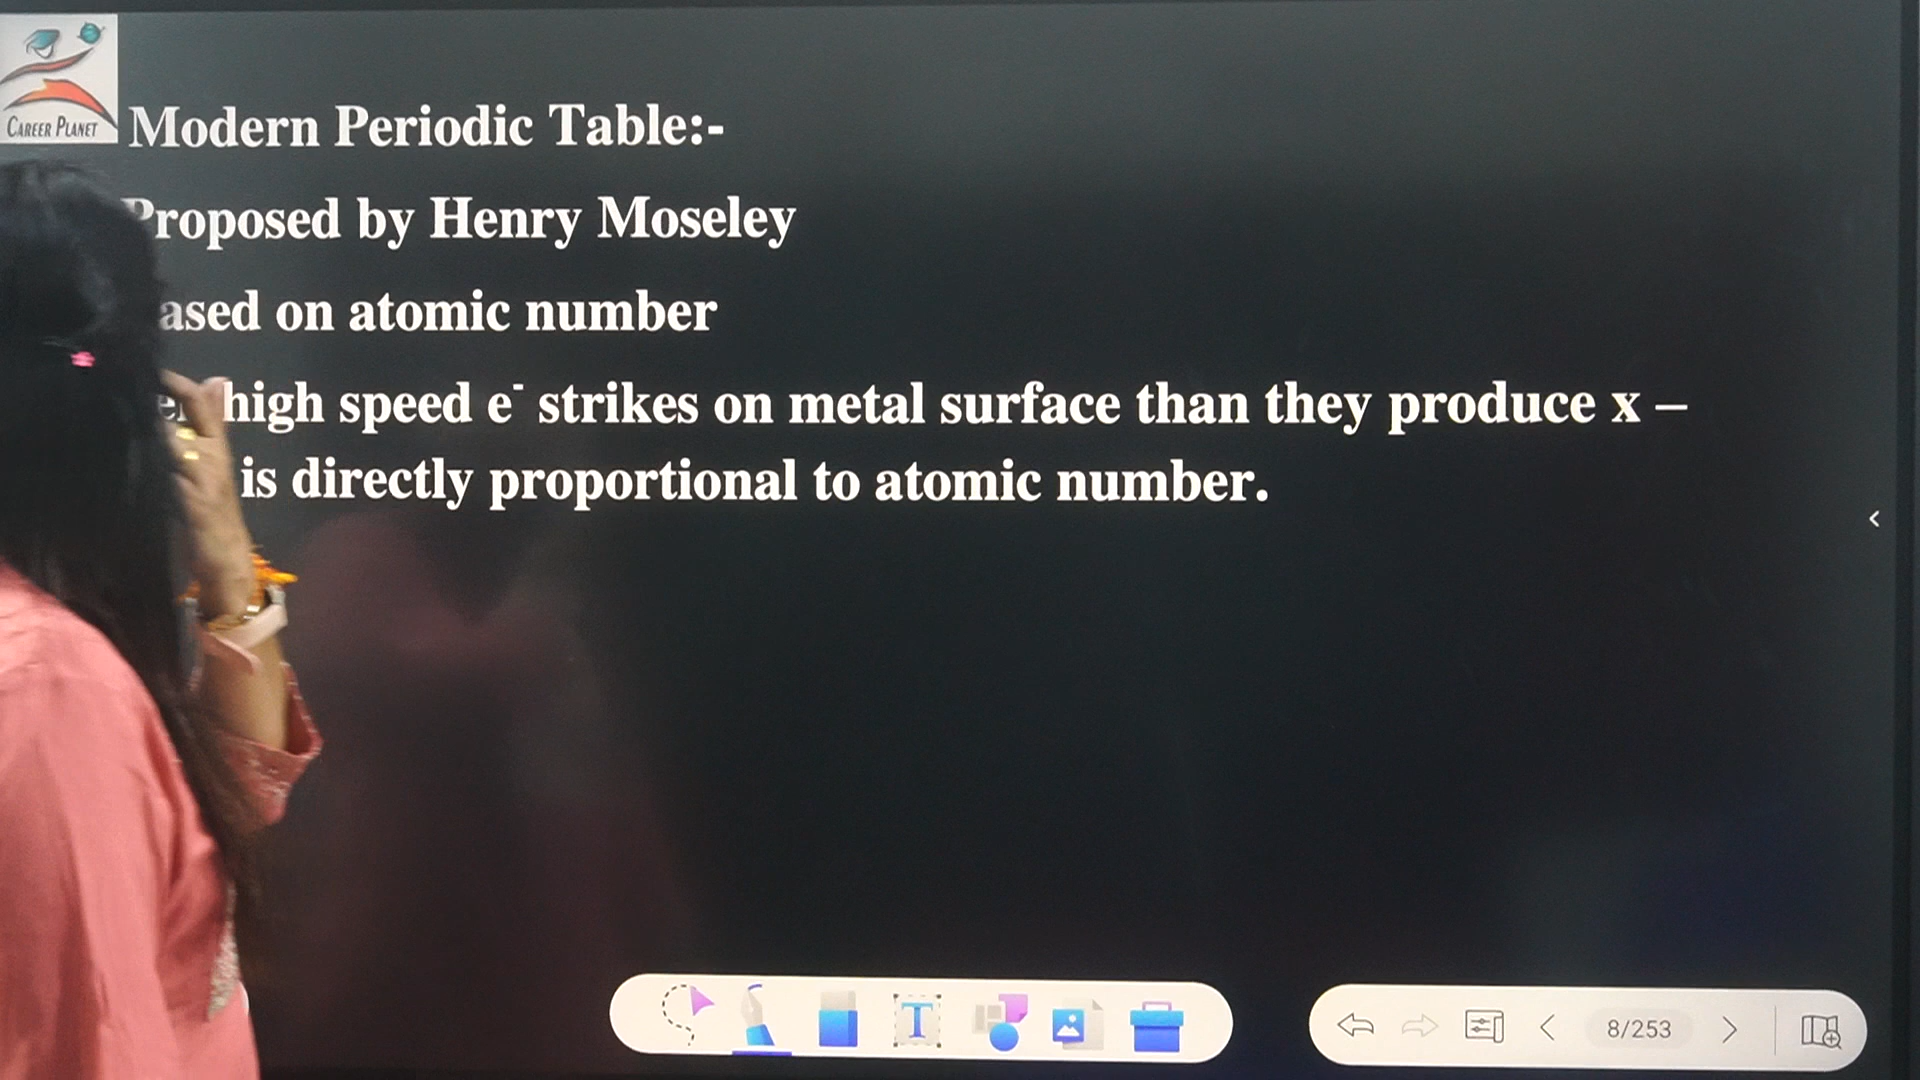 CAREER PLANET
Modern Periodic Table:-
Proposed by Henry Moseley
ased on atomic number
high speed e⁻ strikes on metal surface than they produce x –
is directly proportional to atomic number.
8/253